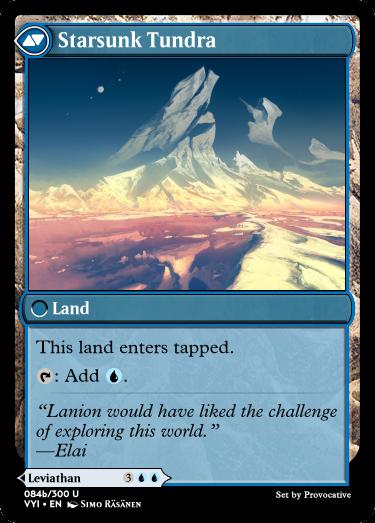 Starsunk Tundra
Land
This land enters tapped.
: Add .
“Lanion would have liked the challenge
of exploring this world.”
—Elai
Leviathan 3
084b/300 U
VYI • EN Simo Räsänen
Set by Provocative